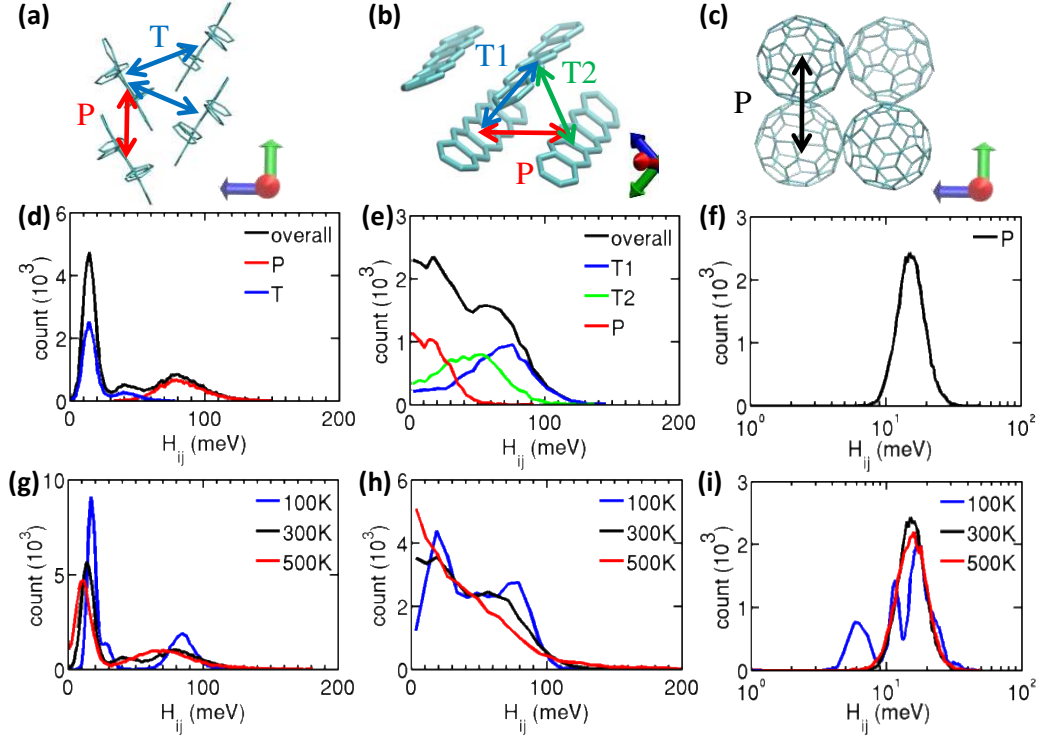 (a)
T
P
(b)
T1
T2
P
(c)
P
(d)
6
4
2
0
count (10^3)
overall
P
T
0
100
200
H_ij (meV)
(e)
3
2
1
0
count (10^3)
overall
T1
T2
P
0
100
200
H_ij (meV)
(f)
3
2
1
0
count (10^3)
P
10^0
10^1
10^2
H_ij (meV)
(g)
10
5
0
count (10^3)
100K
300K
500K
0
100
200
H_ij (meV)
(h)
6
4
2
0
count (10^3)
100K
300K
500K
0
100
200
H_ij (meV)
(i)
3
2
1
0
count (10^3)
100K
300K
500K
10^0
10^1
10^2
H_ij (meV)